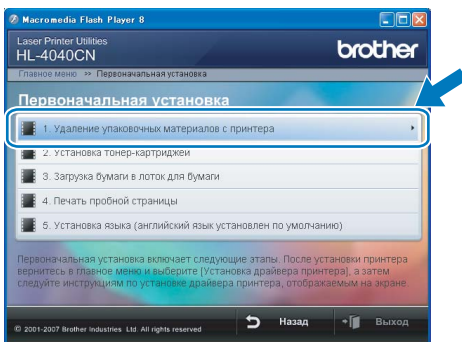 Macromedia Flash Player 8
Laser Printer Utilities
HL-4040CN
brother
Главное меню >> Первоначальная установка
Первоначальная установка
1. Удаление упаковочных материалов с принтера
2. Установка тонер-картриджей
3. Загрузка бумаги в лоток для бумаги
4. Печать пробной страницы
5. Установка языка (английский язык установлен по умолчанию)
Первоначальная установка включает следующие этапы. После установки принтера
вернитесь в главное меню и выберите [Установка драйвера принтера], а затем
следуйте инструкциям по установке драйвера принтера, отображаемым на экране.
© 2001-2007 Brother Industries Ltd. All rights reserved
Назад
Выход